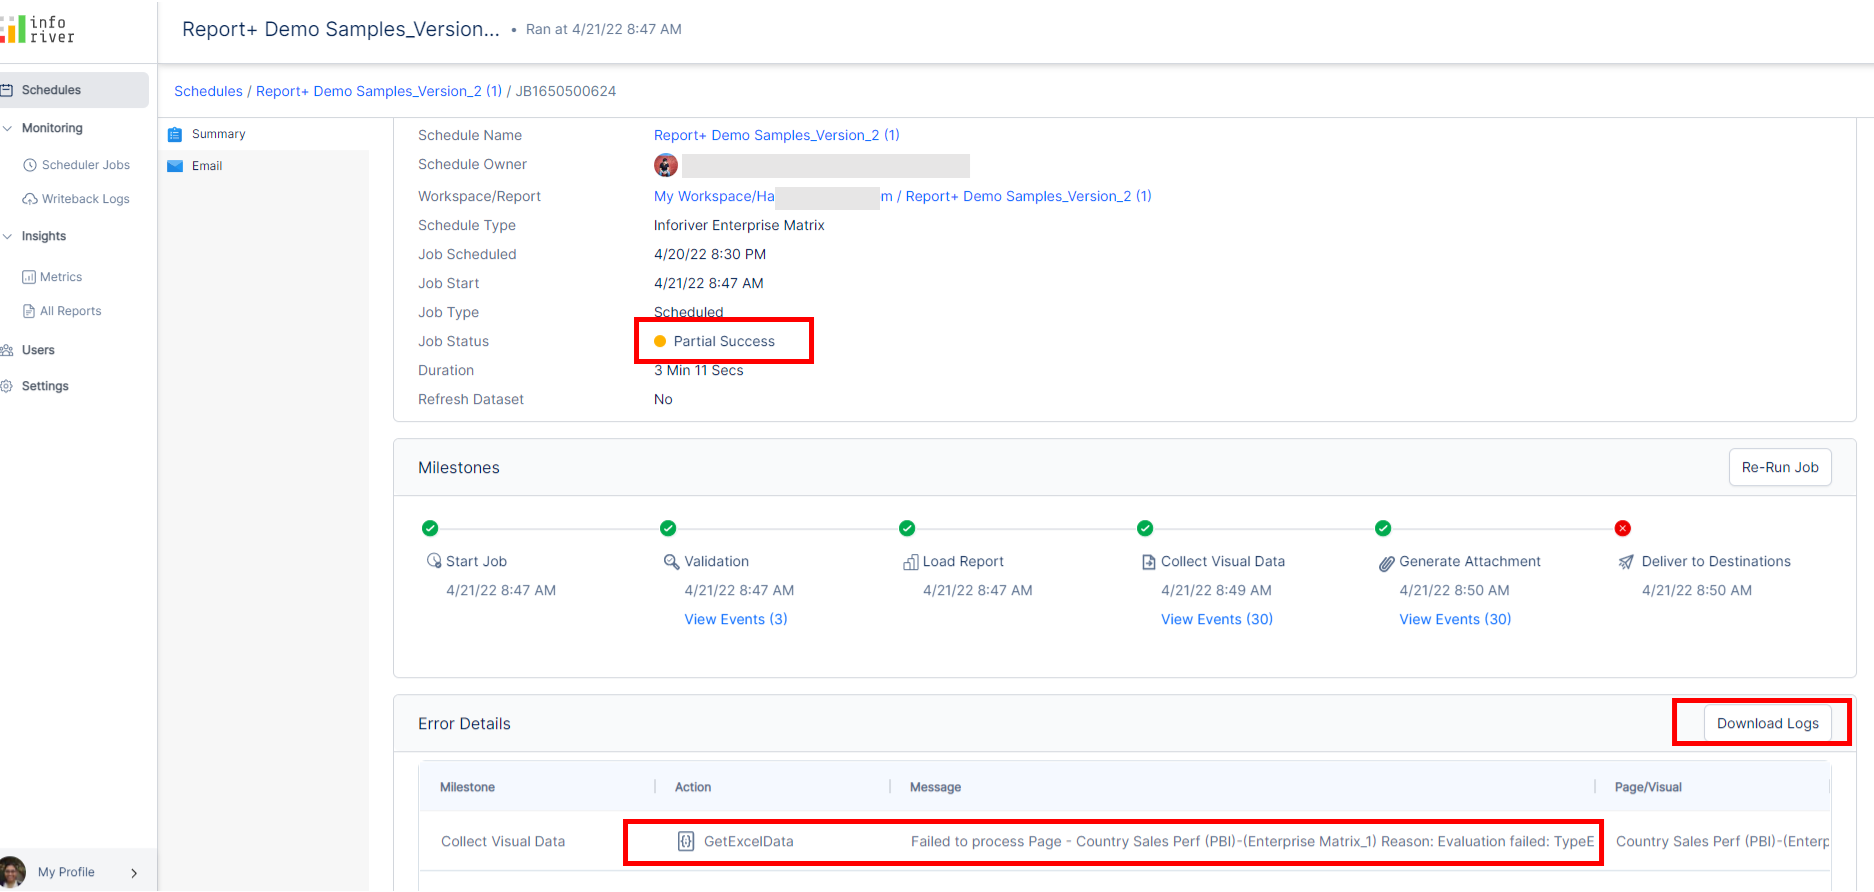 info
river
Report+ Demo Samples_Version... • Ran at 4/21/22 8:47 AM
Schedules
Monitoring
Scheduler Jobs
Writeback Logs
Insights
Metrics
All Reports
Users
Settings
My Profile
Schedules / Report+ Demo Samples_Version_2 (1) / JB1650500624
Summary
Email
Schedule Name Report+ Demo Samples_Version_2 (1)
Schedule Owner
Workspace/Report My Workspace/Ha m / Report+ Demo Samples_Version_2 (1)
Schedule Type Inforiver Enterprise Matrix
Job Scheduled 4/20/22 8:30 PM
Job Start 4/21/22 8:47 AM
Job Type Scheduled
Job Status Partial Success
Duration 3 Min 11 Secs
Refresh Dataset No
Milestones Re-Run Job
Start Job Validation Load Report Collect Visual Data Generate Attachment Deliver to Destinations
4/21/22 8:47 AM 4/21/22 8:47 AM 4/21/22 8:47 AM 4/21/22 8:49 AM 4/21/22 8:50 AM 4/21/22 8:50 AM
View Events (3) View Events (30) View Events (30)
Error Details Download Logs
Milestone Action Message Page/Visual
Collect Visual Data GetExcelData Failed to process Page - Country Sales Perf (PBI)-(Enterprise Matrix_1) Reason: Evaluation failed: TypeE Country Sales Perf (PBI)-(Enterp